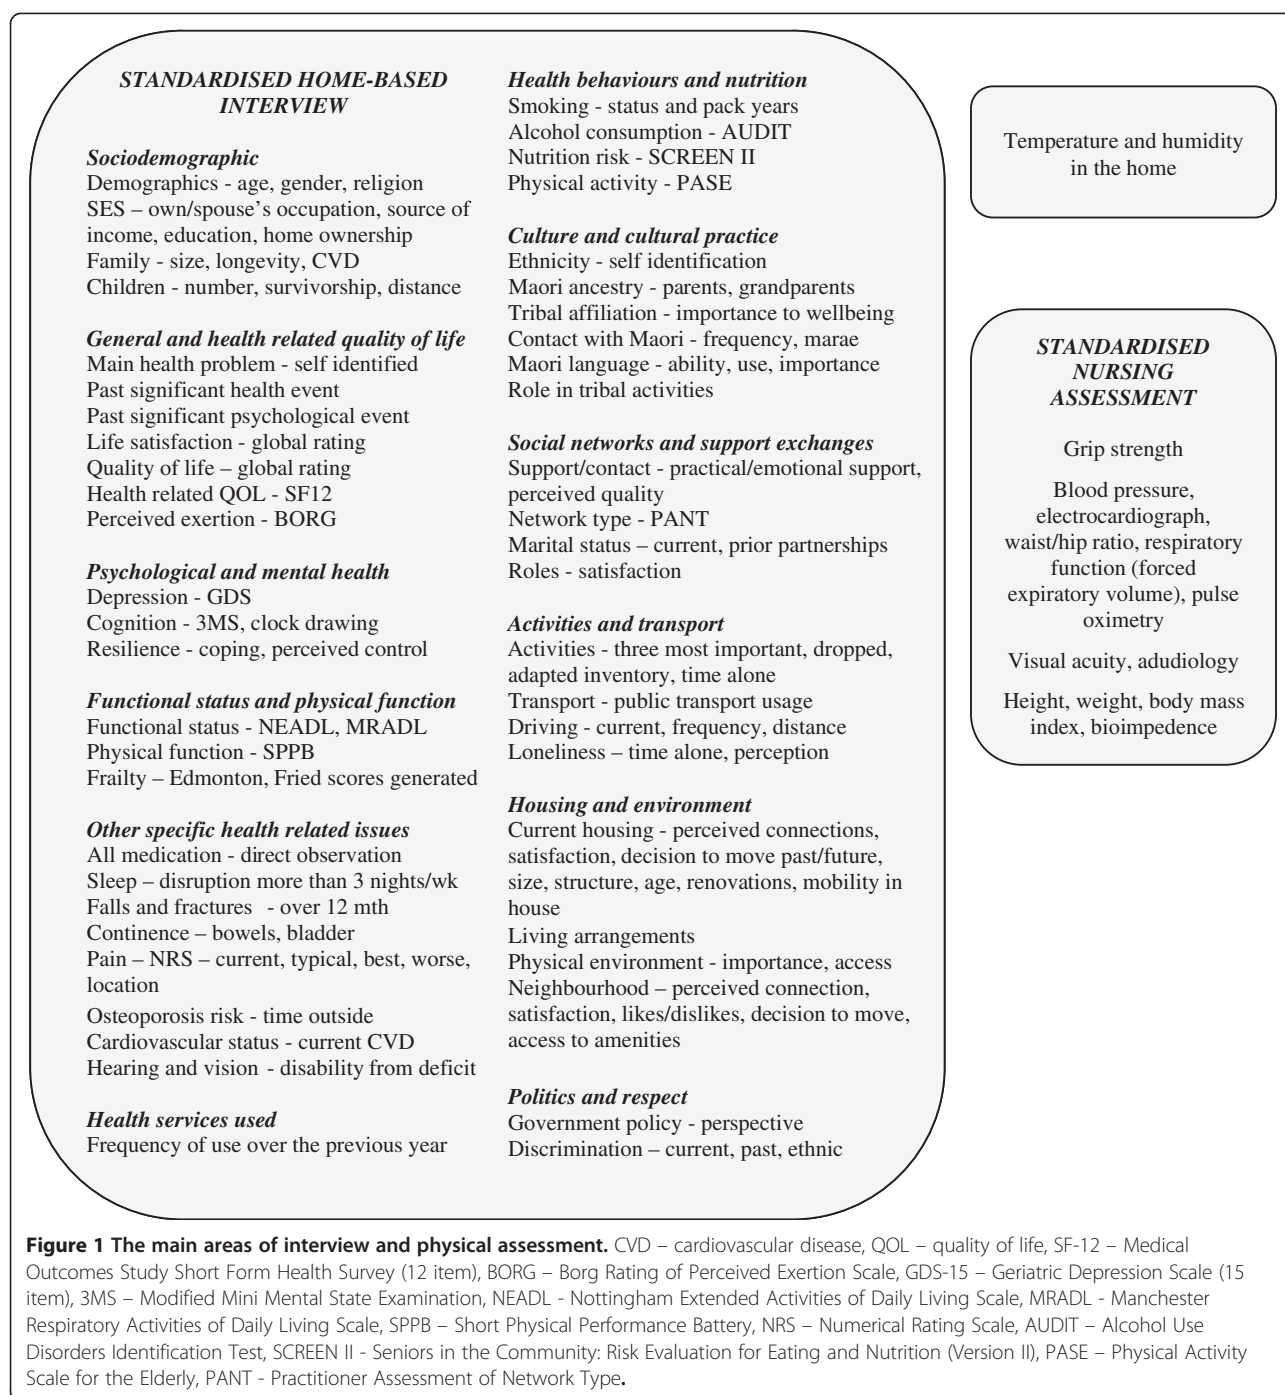 STANDARDISED HOME-BASED
INTERVIEW
Sociodemographic
Demographics - age, gender, religion
SES – own/spouse's occupation, source of
income, education, home ownership
Family - size, longevity, CVD
Children - number, survivorship, distance
General and health related quality of life
Main health problem - self identified
Past significant health event
Past significant psychological event
Life satisfaction - global rating
Quality of life – global rating
Health related QOL - SF12
Perceived exertion - BORG
Psychological and mental health
Depression - GDS
Cognition - 3MS, clock drawing
Resilience - coping, perceived control
Functional status and physical function
Functional status - NEADL, MRADL
Physical function - SPPB
Frailty – Edmonton, Fried scores generated
Other specific health related issues
All medication - direct observation
Sleep – disruption more than 3 nights/wk
Falls and fractures - over 12 mth
Continence – bowels, bladder
Pain – NRS – current, typical, best, worse,
location
Osteoporosis risk - time outside
Cardiovascular status - current CVD
Hearing and vision - disability from deficit
Health services used
Frequency of use over the previous year
Health behaviours and nutrition
Smoking - status and pack years
Alcohol consumption - AUDIT
Nutrition risk - SCREEN II
Physical activity - PASE
Culture and cultural practice
Ethnicity - self identification
Maori ancestry - parents, grandparents
Tribal affiliation - importance to wellbeing
Contact with Maori - frequency, marae
Maori language - ability, use, importance
Role in tribal activities
Social networks and support exchanges
Support/contact - practical/emotional support,
perceived quality
Network type - PANT
Marital status – current, prior partnerships
Roles - satisfaction
Activities and transport
Activities - three most important, dropped,
adapted inventory, time alone
Transport - public transport usage
Driving - current, frequency, distance
Loneliness – time alone, perception
Housing and environment
Current housing - perceived connections,
satisfaction, decision to move past/future,
size, structure, age, renovations, mobility in
house
Living arrangements
Physical environment - importance, access
Neighbourhood – perceived connection,
satisfaction, likes/dislikes, decision to move,
access to amenities
Politics and respect
Government policy - perspective
Discrimination – current, past, ethnic
Temperature and humidity
in the home
STANDARDISED
NURSING
ASSESSMENT
Grip strength
Blood pressure,
electrocardiograph,
waist/hip ratio, respiratory
function (forced
expiratory volume), pulse
oximetry
Visual acuity, adudiology
Height, weight, body mass
index, bioimpedence
Figure 1 The main areas of interview and physical assessment. CVD – cardiovascular disease, QOL – quality of life, SF-12 – Medical
Outcomes Study Short Form Health Survey (12 item), BORG – Borg Rating of Perceived Exertion Scale, GDS-15 – Geriatric Depression Scale (15
item), 3MS – Modified Mini Mental State Examination, NEADL - Nottingham Extended Activities of Daily Living Scale, MRADL - Manchester
Respiratory Activities of Daily Living Scale, SPPB – Short Physical Performance Battery, NRS – Numerical Rating Scale, AUDIT – Alcohol Use
Disorders Identification Test, SCREEN II - Seniors in the Community: Risk Evaluation for Eating and Nutrition (Version II), PASE – Physical Activity
Scale for the Elderly, PANT - Practitioner Assessment of Network Type.